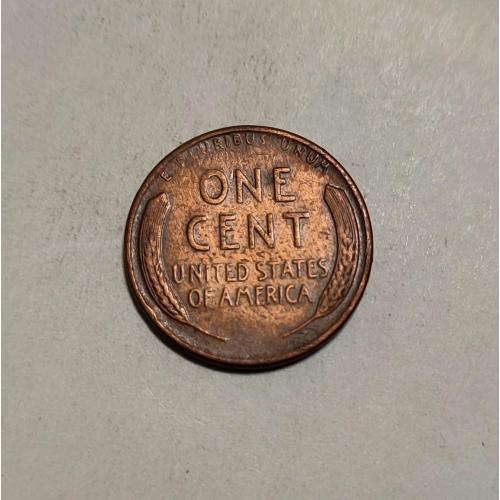 E PLURIBUS UNUM
ONE
CENT
UNITED STATES
OF AMERICA